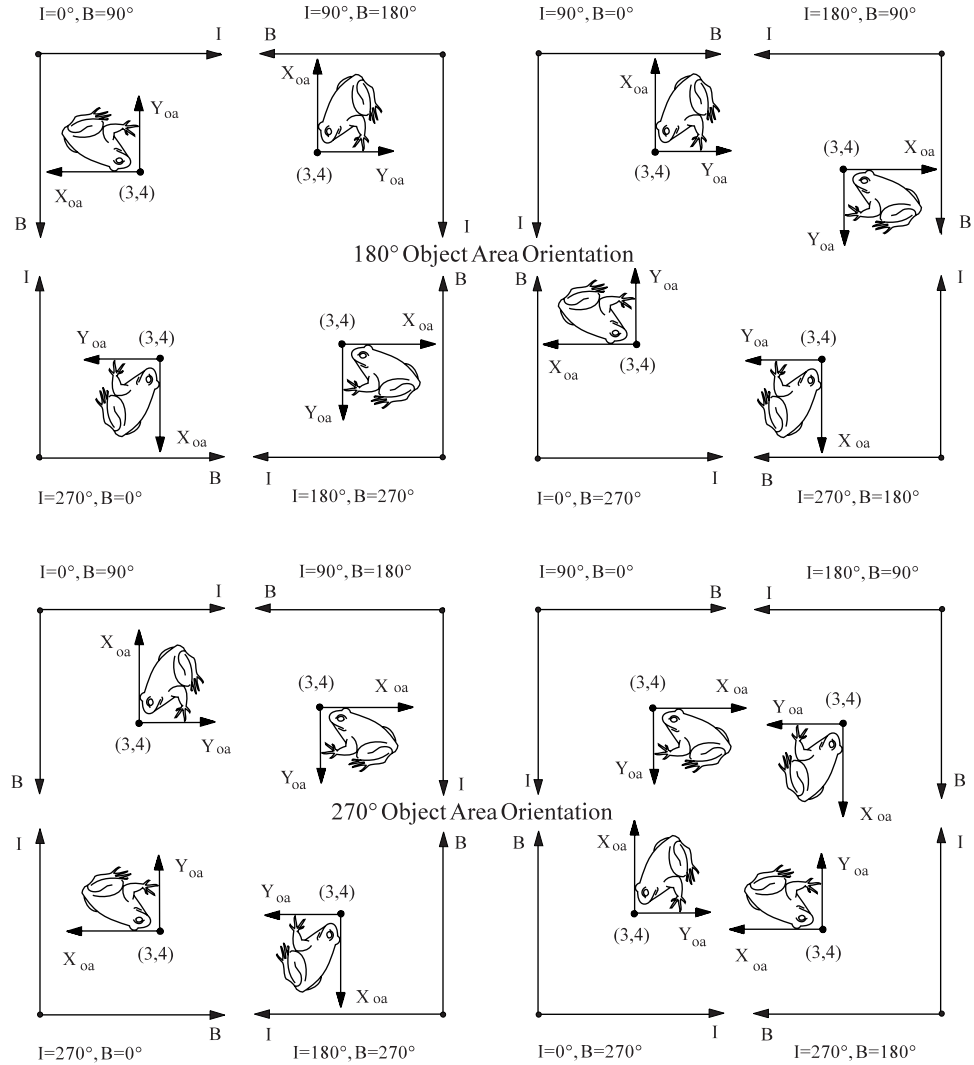 I=0°, B=90°
I=90°, B=180°
I=90°, B=0°
I=180°, B=90°
I
B
B
I
Y oa
X oa
(3,4)
B
X oa
(3,4)
Y oa
I
X oa
(3,4)
Y oa
I
(3,4)
X oa
Y oa
B
180° Object Area Orientation
I
Y oa
(3,4)
X oa
B
B
(3,4)
X oa
Y oa
I
B
Y oa
X oa
(3,4)
I
I
Y oa
(3,4)
X oa
B
I=270°, B=0°
I=180°, B=270°
I=0°, B=270°
I=270°, B=180°
I=0°, B=90°
I=90°, B=180°
I=90°, B=0°
I=180°, B=90°
I
B
B
I
X oa
(3,4)
Y oa
B
(3,4)
X oa
Y oa
I
(3,4)
X oa
Y oa
I
(3,4)
Y oa
X oa
B
270° Object Area Orientation
I
Y oa
X oa
(3,4)
B
B
Y oa
(3,4)
X oa
I
B
X oa
(3,4)
Y oa
I
I
Y oa
X oa
(3,4)
B
I=270°, B=0°
I=180°, B=270°
I=0°, B=270°
I=270°, B=180°